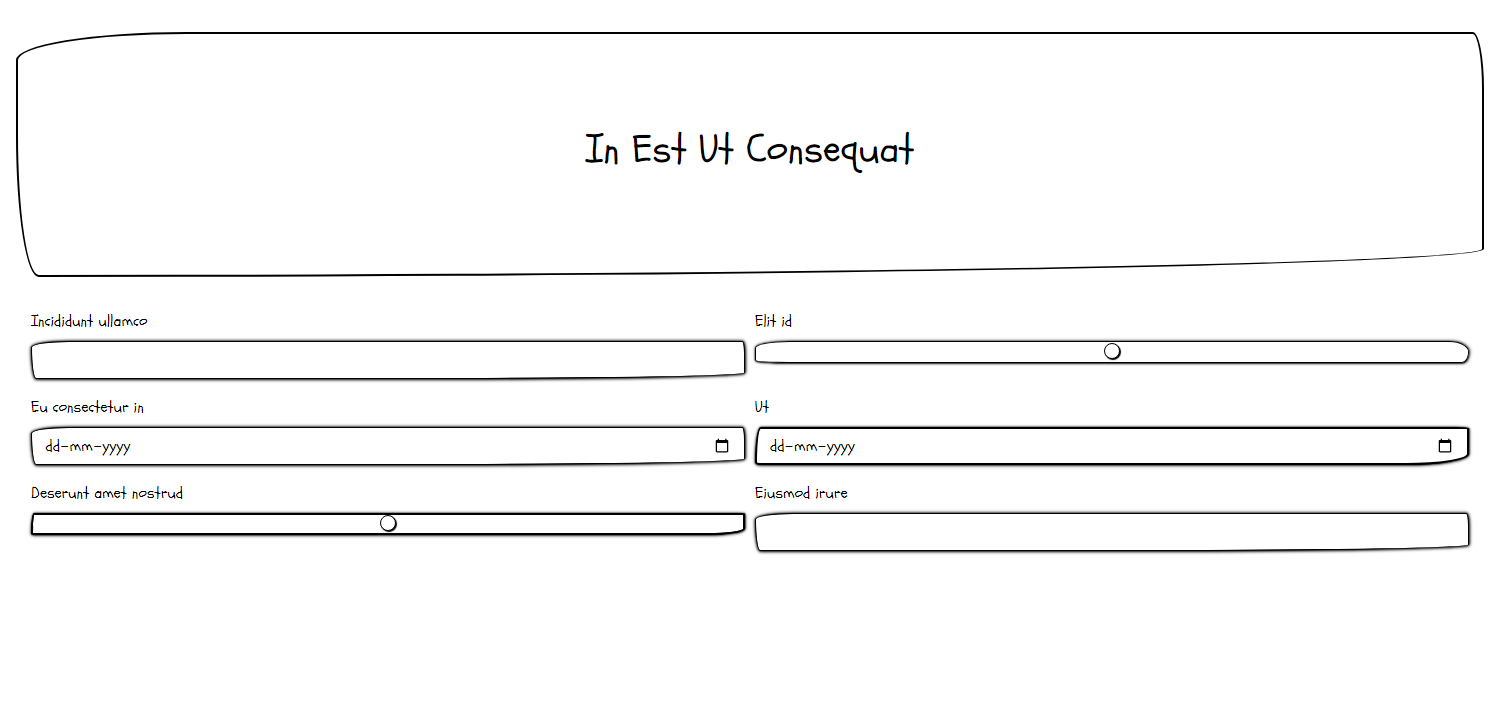 In Est Ut Consequat
Incididunt ullamco
Elit id
Eu consectetur in
Ut
dd-mm-yyyy
dd-mm-yyyy
Deserunt amet nostrud
Eiusmod irure